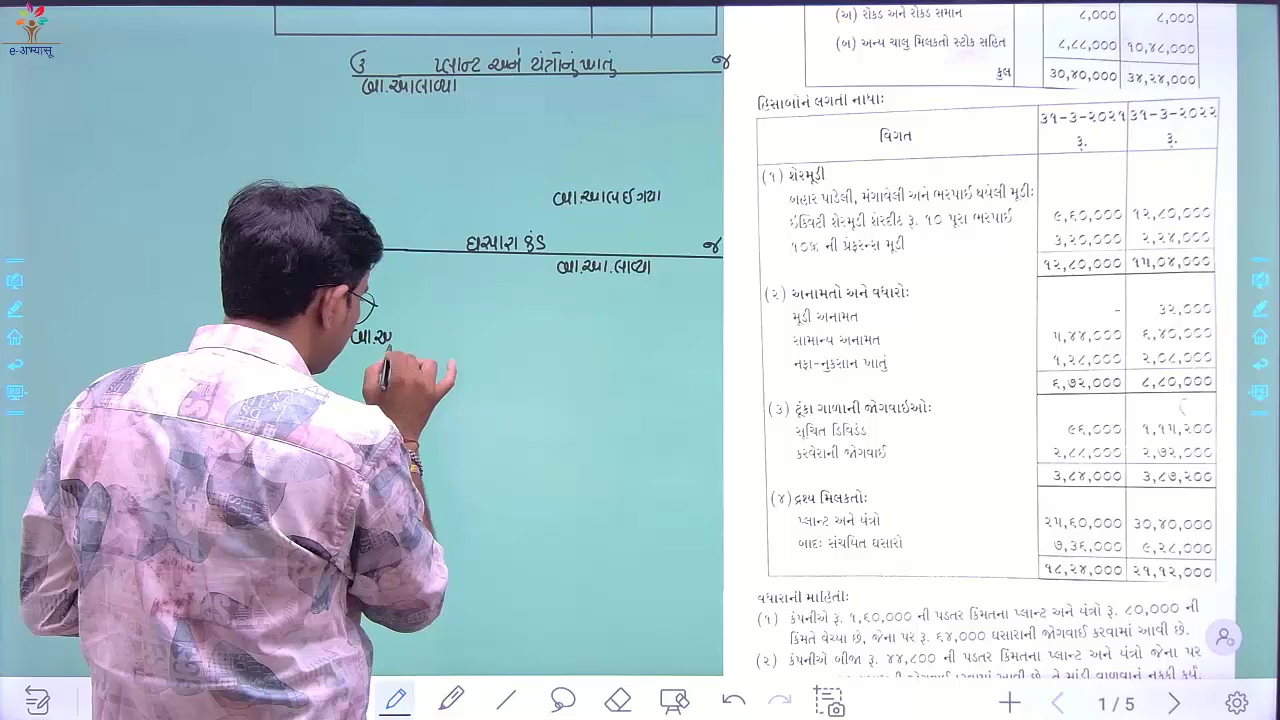 e-अभ्यासू
ઉ પ્લાન્ટ અને યંત્રોનું ખાતું જ
બા.આ.લાવ્યા
બા.આ.લઈ ગયા
ઘસારા ફંડ જ
બા.આ.લાવ્યા
બા.આ
(અ) રોકડ અને રોકડ સમાન ૮,૦૦૦ ૮,૦૦૦
(બ) અન્ય ચાલુ મિલકતો સ્ટોક સહિત ૮,૮૮,૦૦૦ ૧૦,૪૮,૦૦૦
કુલ ૩૦,૪૦,૦૦૦ ૩૪,૨૪,૦૦૦
હિસાબોને લગતી નોંધો:
વિગત ૩૧-૩-૨૦૨૧ રૂ. ૩૧-૩-૨૦૨૨ રૂ.
(૧) શેરમૂડી
બહાર પાડેલી, મંગાવેલી અને ભરપાઈ થયેલી મૂડી:
ઇક્વિટી શેરમૂડી શેરદીઠ રૂ. ૧૦ પૂરા ભરપાઈ ૯,૬૦,૦૦૦ ૧૨,૮૦,૦૦૦
૧૦% ની પ્રેફરન્સ મૂડી ૩,૨૦,૦૦૦ ૨,૨૪,૦૦૦
૧૨,૮૦,૦૦૦ ૧૫,૦૪,૦૦૦
(૨) અનામતો અને વધારો:
મૂડી અનામત - ૩૨,૦૦૦
સામાન્ય અનામત ૫,૪૪,૦૦૦ ૬,૪૦,૦૦૦
નફા-નુકસાન ખાતું ૧,૨૮,૦૦૦ ૨,૦૮,૦૦૦
૬,૭૨,૦૦૦ ૮,૮૦,૦૦૦
(૩) ટૂંકા ગાળાની જોગવાઇઓ:
સૂચિત ડિવિડંડ ૯૬,૦૦૦ ૧,૧૫,૨૦૦
કરવેરાની જોગવાઈ ૨,૮૮,૦૦૦ ૨,૭૨,૦૦૦
૩,૮૪,૦૦૦ ૩,૮૭,૨૦૦
(૪) દ્રશ્ય મિલકતો:
પ્લાન્ટ અને યંત્રો ૨૫,૬૦,૦૦૦ ૩૦,૪૦,૦૦૦
બાદ: સંચયિત ઘસારો ૭,૩૬,૦૦૦ ૯,૨૮,૦૦૦
૧૮,૨૪,૦૦૦ ૨૧,૧૨,૦૦૦
વધારાની માહિતી:
(૧) કંપનીએ રૂ. ૧,૬૦,૦૦૦ ની પડતર કિંમતના પ્લાન્ટ અને યંત્રો રૂ. ૮૦,૦૦૦ ની
કિંમતે વેચ્યા છે, જેના પર રૂ. ૬૪,૦૦૦ ઘસારાની જોગવાઈ કરવામાં આવી છે.
(૨) કંપનીએ બીજા રૂ. ૪૪,૮૦૦ ની પડતર કિંમતના પ્લાન્ટ અને યંત્રો જેના પર
1/5